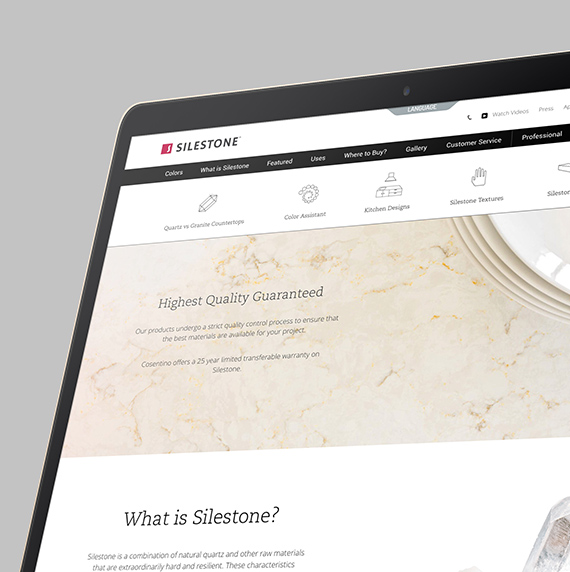 LANGUAGE
Watch Videos Press
SILESTONE™
Colors What is Silestone Featured Uses Where to Buy? Gallery Customer Service Professional
Quartz vs Granite Countertops Color Assistant Kitchen Designs Silestone Textures
Highest Quality Guaranteed
Our products undergo a strict quality control process to ensure that
the best materials are available for your project.
Cosentino offers a 25 year limited transferable warranty on
Silestone.
What is Silestone?
Silestone is a combination of natural quartz and other raw materials
that are extraordinarily hard and resilient. These characteristics